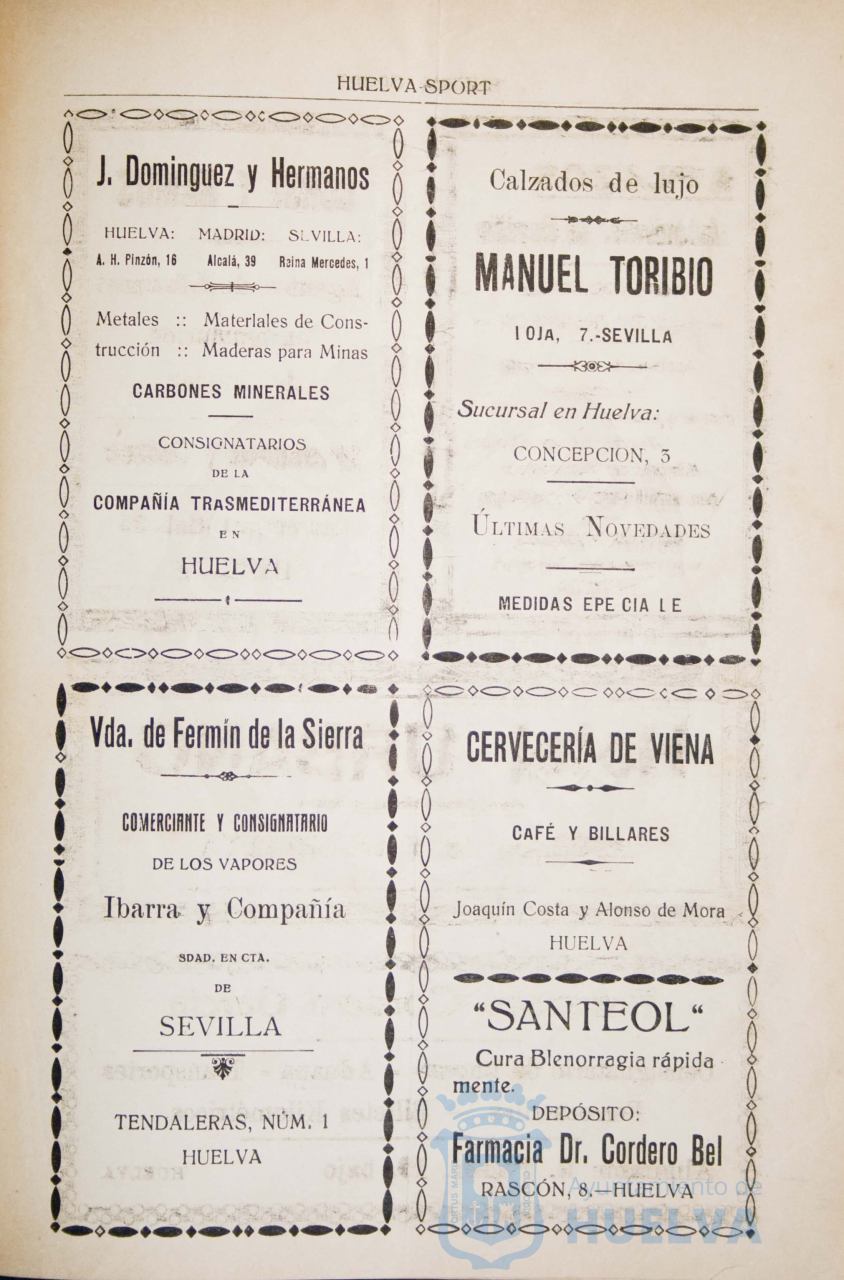 HUELVA-SPORT
J. Dominguez y Hermanos
HUELVA: MADRID: SEVILLA:
A. H. Pinzón, 16 Alcalá, 39 Reina Mercedes, 1
Metales :: Materiales de Cons-
trucción :: Maderas para Minas
CARBONES MINERALES
CONSIGNATARIOS
DE LA
COMPAÑÍA TRASMEDITERRÁNEA
EN
HUELVA
Calzados de lujo
MANUEL TORIBIO
LOJA, 7.-SEVILLA
Sucursal en Huelva:
CONCEPCION, 3
ÚLTIMAS NOVEDADES
MEDIDAS EPECIALE
Vda. de Fermín de la Sierra
COMERCIANTE Y CONSIGNATARIO
DE LOS VAPORES
Ibarra y Compañía
SDAD. EN CTA.
DE
SEVILLA
TENDALERAS, NÚM. 1
HUELVA
CERVECERÍA DE VIENA
CAFÉ Y BILLARES
Joaquín Costa y Alonso de Mora
HUELVA
"SANTEOL"
Cura Blenorragia rápida
mente.
DEPÓSITO:
Farmacia Dr. Cordero Bel
RASCÓN, 8.—HUELVA
Ayuntamiento de
HUELVA